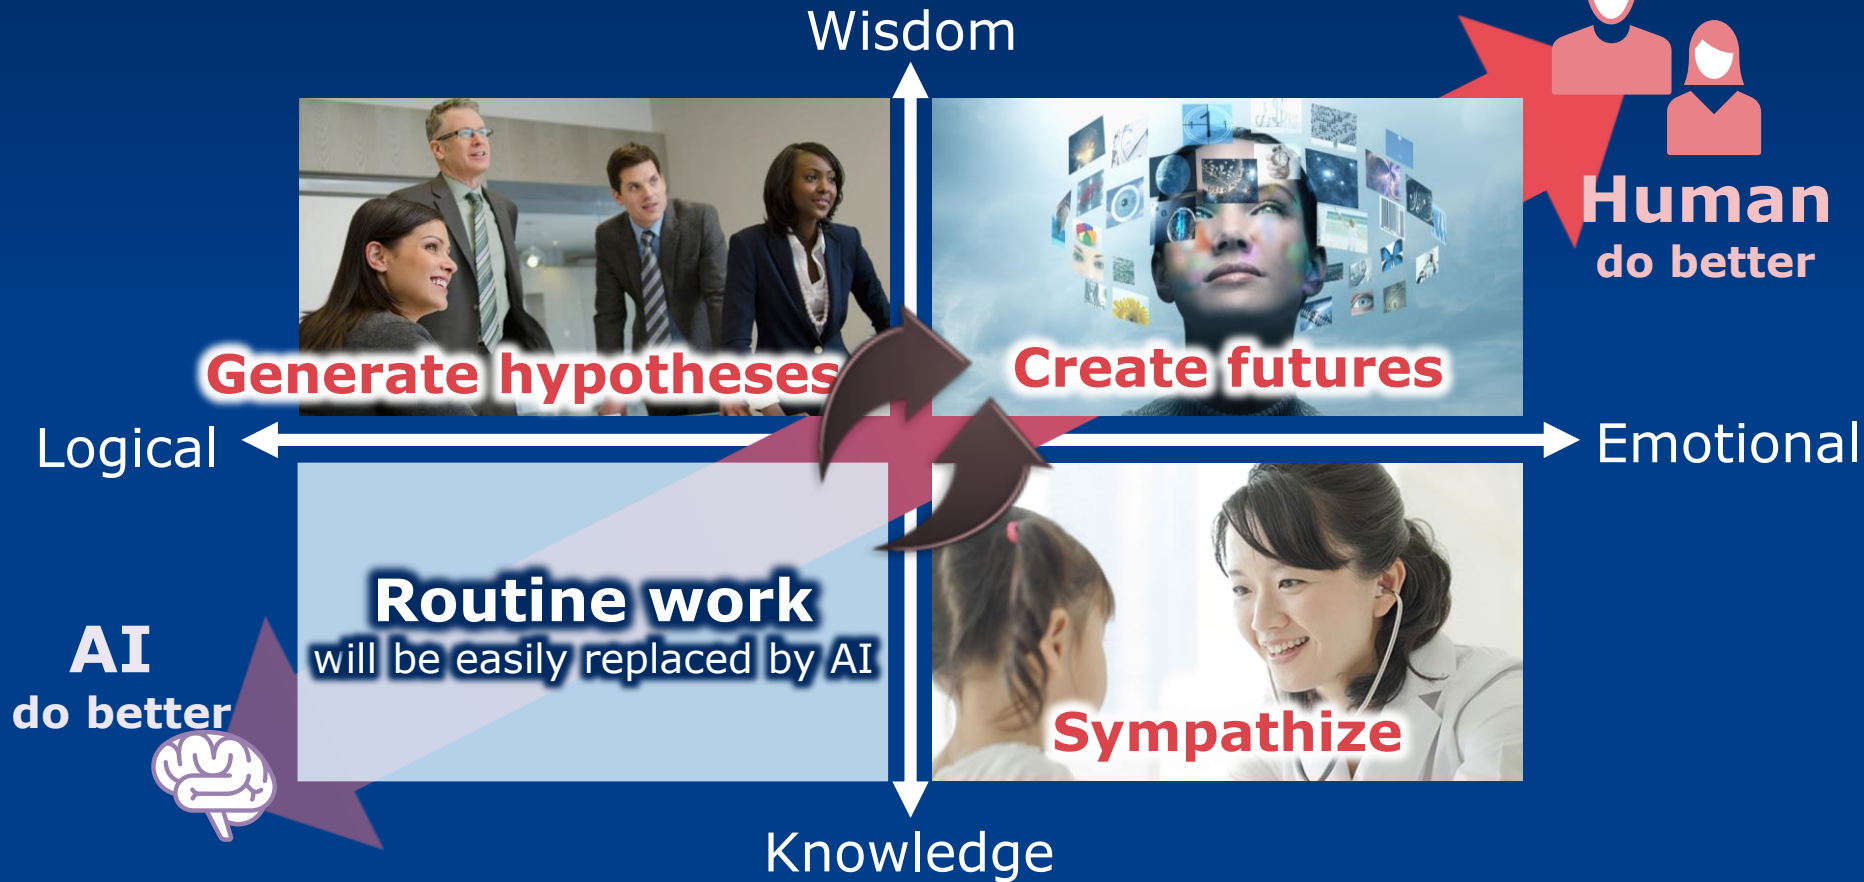 Wisdom
Human
do better
Generate hypotheses
Create futures
Logical
Emotional
Routine work
will be easily replaced by AI
AI
do better
Sympathize
Knowledge